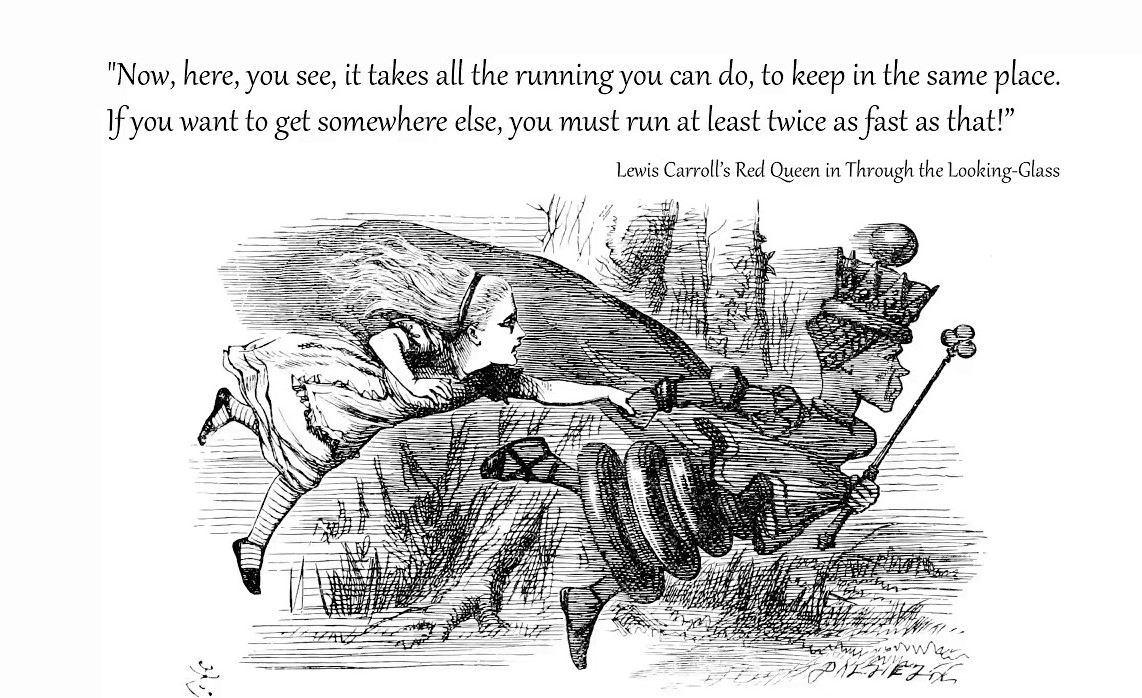 "Now, here, you see, it takes all the running you can do, to keep in the same place.
If you want to get somewhere else, you must run at least twice as fast as that!”
Lewis Carroll’s Red Queen in Through the Looking-Glass
DALZIEL